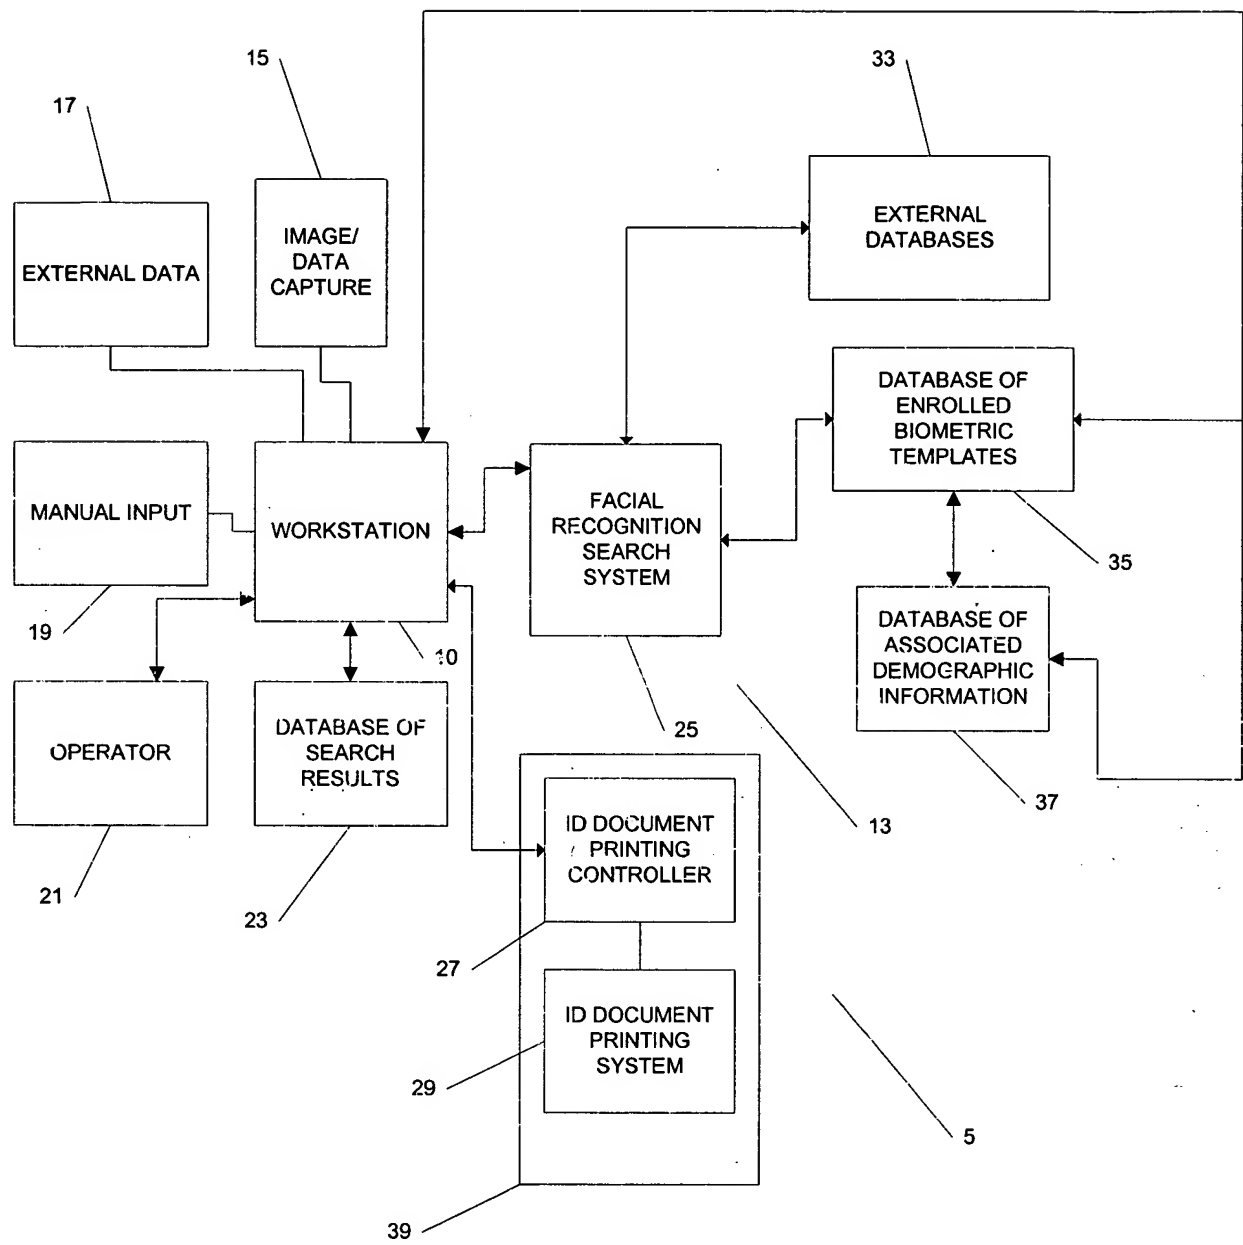 15
33
17
EXTERNAL DATA
IMAGE/
DATA
CAPTURE
EXTERNAL
DATABASES
DATABASE OF
ENROLLED
BIOMETRIC
TEMPLATES
MANUAL INPUT
WORKSTATION
FACIAL
RECOGNITION
SEARCH
SYSTEM
35
19
10
DATABASE OF
ASSOCIATED
DEMOGRAPHIC
INFORMATION
OPERATOR
DATABASE OF
SEARCH
RESULTS
25
37
13
ID DOCUMENT
PRINTING
CONTROLLER
21
23
27
ID DOCUMENT
PRINTING
SYSTEM
29
5
39